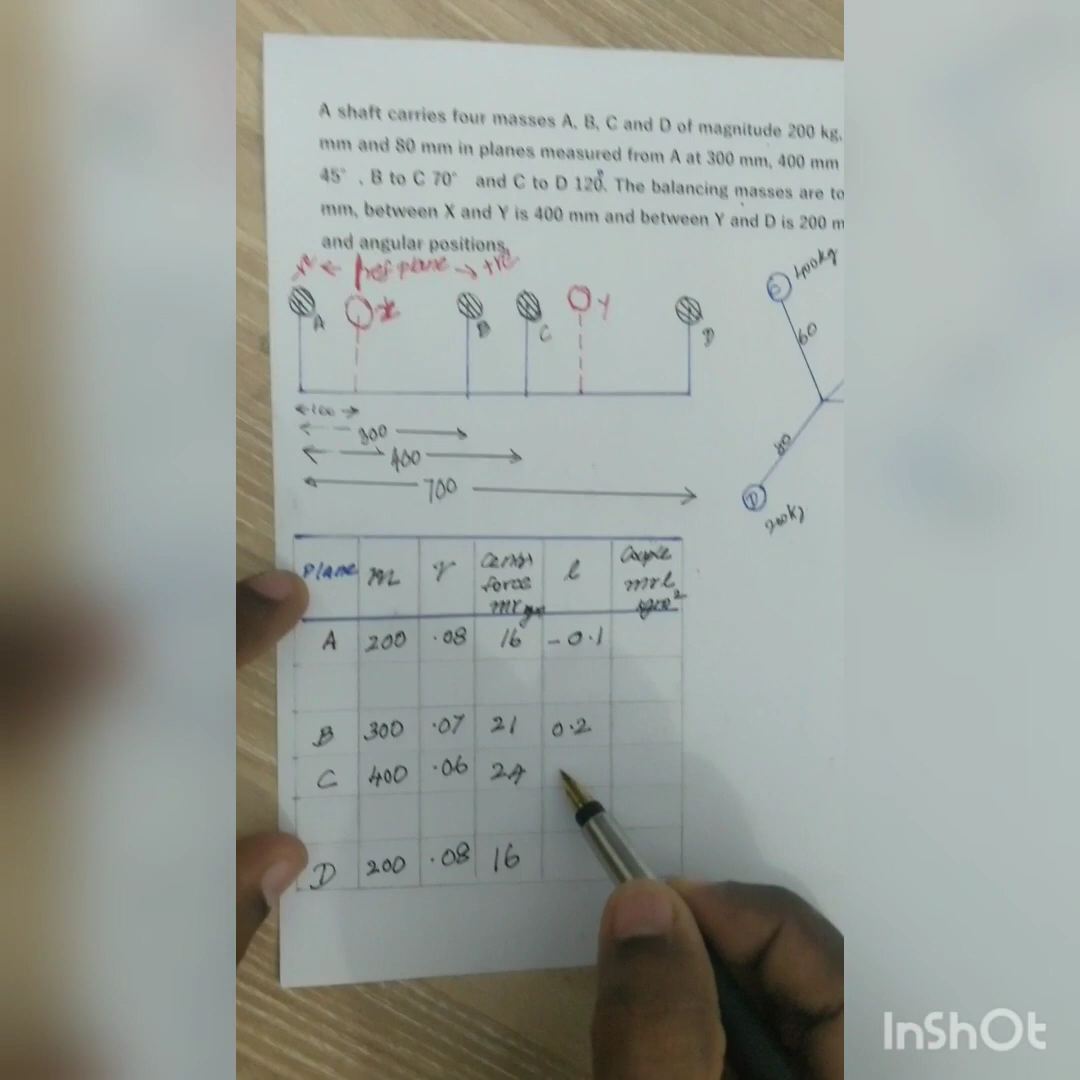 A shaft carries four masses A, B, C and D of magnitude 200 kg,
mm and 80 mm in planes measured from A at 300 mm, 400 mm
45° , B to C 70° and C to D 120°. The balancing masses are to
mm, between X and Y is 400 mm and between Y and D is 200 m
and angular positions.
ref plane → +ve
A X B C Y D
100
300
400
700
C 400kg
60
80
D 200kg
Plane m r force l Couple
mr mrl
A 200 .08 16 -0.1
B 300 .07 21 0.2
C 400 .06 24
D 200 .08 16
InShOt